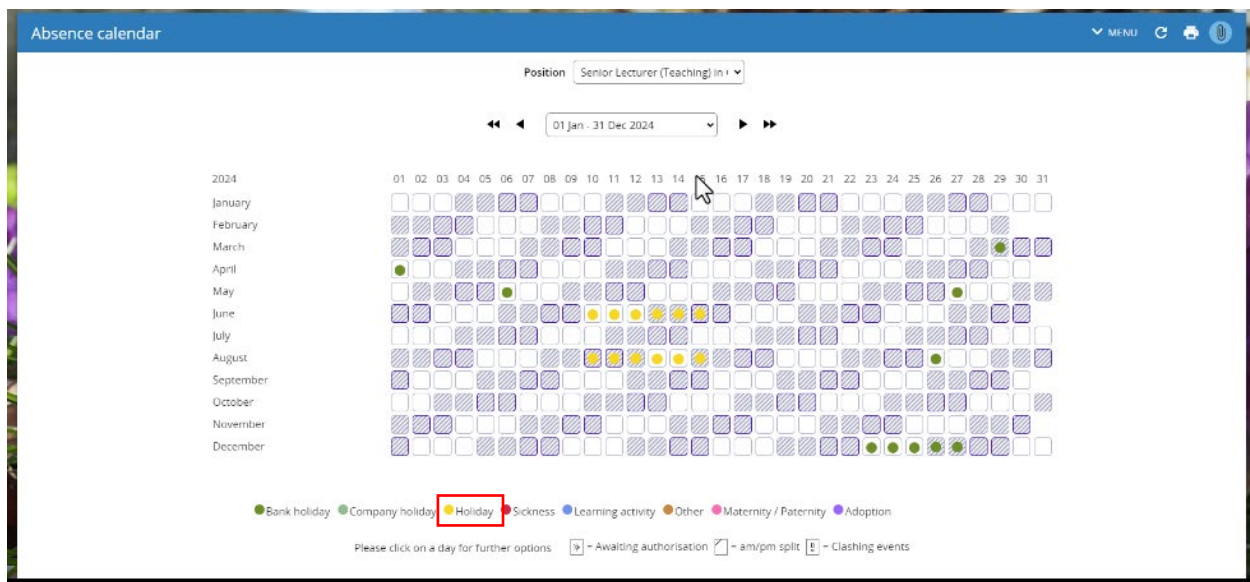 Absence calendar
MENU
Position Senior Lecturer (Teaching) in
01 Jan - 31 Dec 2024
2024 01 02 03 04 05 06 07 08 09 10 11 12 13 14 15 16 17 18 19 20 21 22 23 24 25 26 27 28 29 30 31
January
February
March
April
May
June
July
August
September
October
November
December
Bank holiday Company holiday Holiday Sickness Learning activity Other Maternity / Paternity Adoption
Please click on a day for further options = Awaiting authorisation = am/pm split = Clashing events